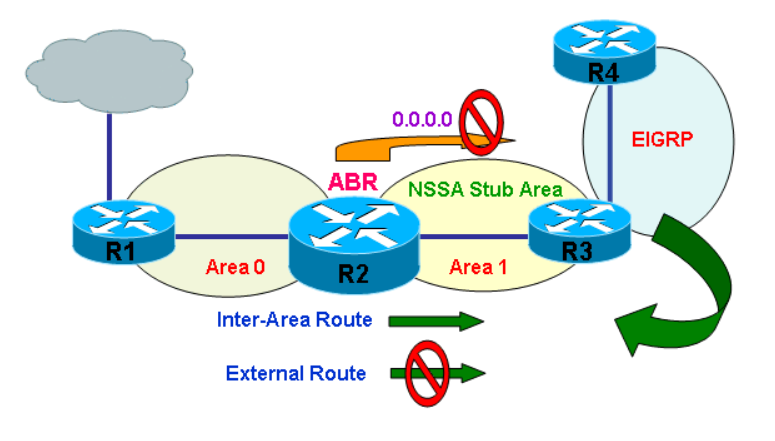 R4
0.0.0.0
EIGRP
ABR
NSSA Stub Area
R1
Area 0
R2
Area 1
R3
Inter-Area Route
External Route